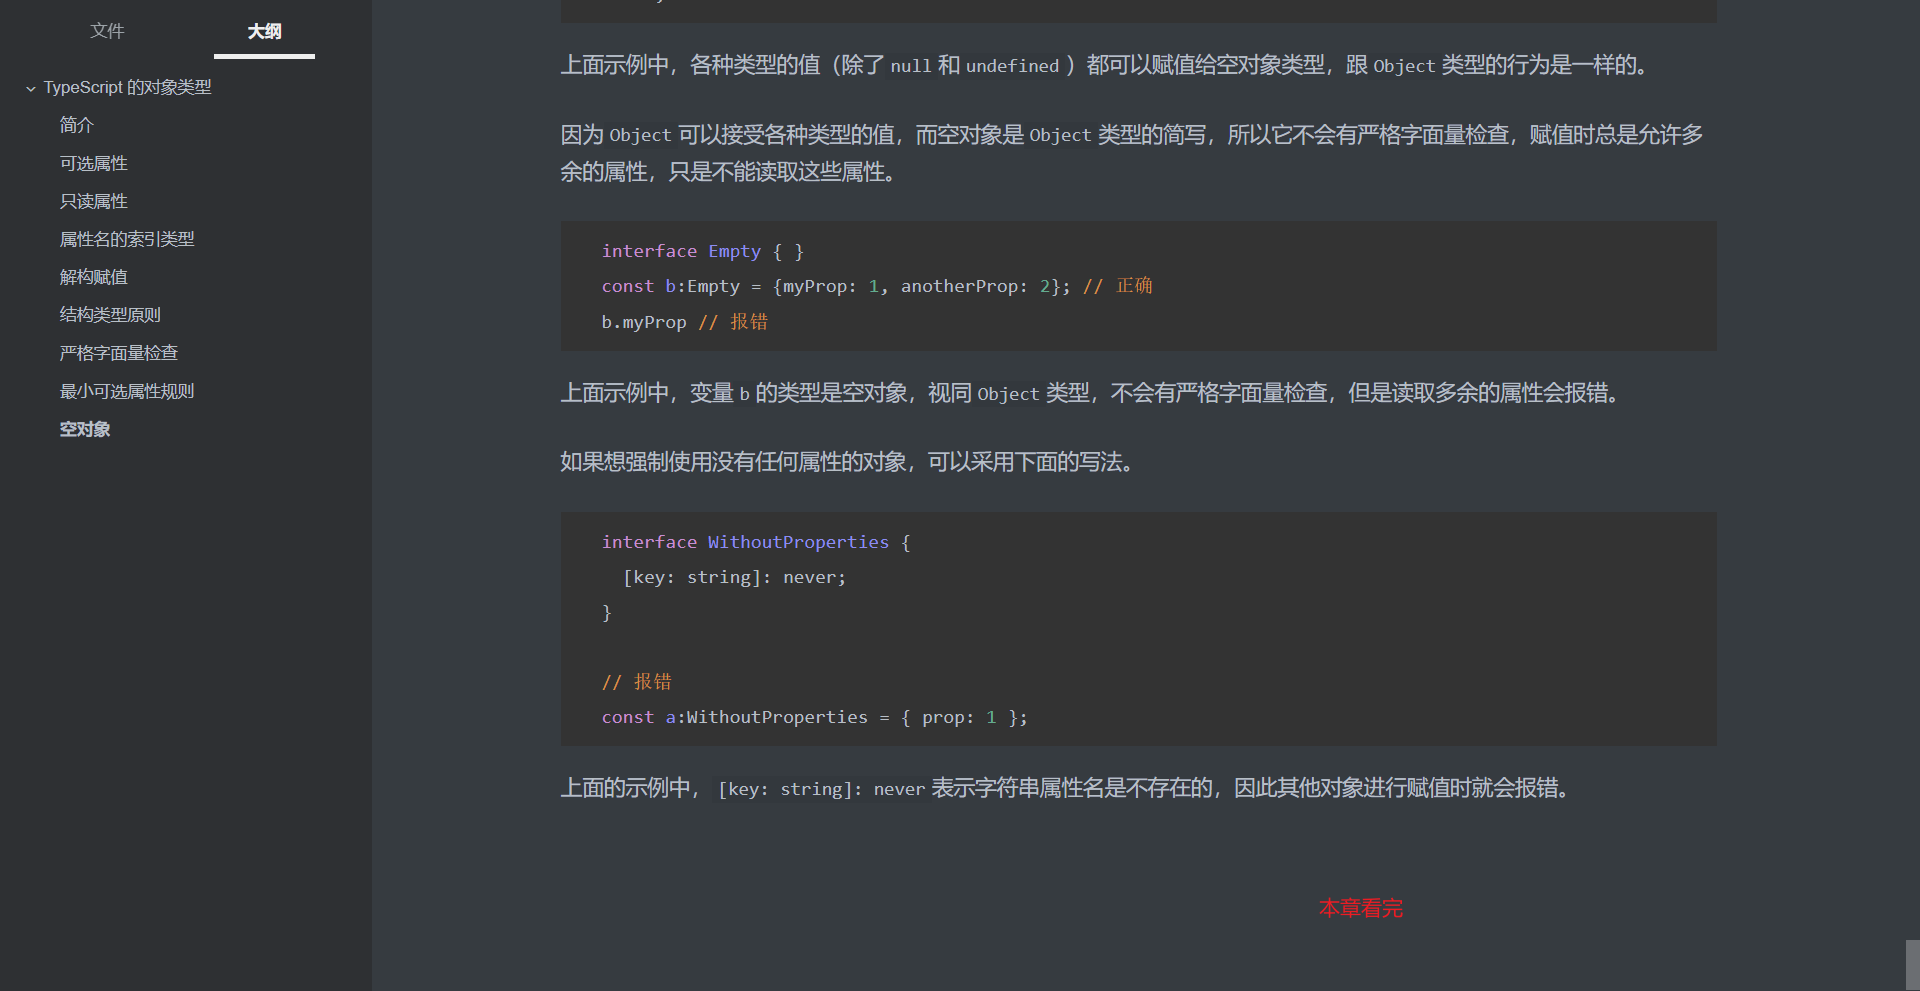 文件
大纲
TypeScript 的对象类型
简介
可选属性
只读属性
属性名的索引类型
解构赋值
结构类型原则
严格字面量检查
最小可选属性规则
空对象
上面示例中，各种类型的值（除了 null 和 undefined ）都可以赋值给空对象类型，跟 Object 类型的行为是一样的。
因为 Object 可以接受各种类型的值，而空对象是 Object 类型的简写，所以它不会有严格字面量检查，赋值时总是允许多
余的属性，只是不能读取这些属性。
interface Empty { }
const b:Empty = {myProp: 1, anotherProp: 2}; // 正确
b.myProp // 报错
上面示例中，变量 b 的类型是空对象，视同 Object 类型，不会有严格字面量检查，但是读取多余的属性会报错。
如果想强制使用没有任何属性的对象，可以采用下面的写法。
interface WithoutProperties {
  [key: string]: never;
}
// 报错
const a:WithoutProperties = { prop: 1 };
上面的示例中， [key: string]: never 表示字符串属性名是不存在的，因此其他对象进行赋值时就会报错。
本章看完